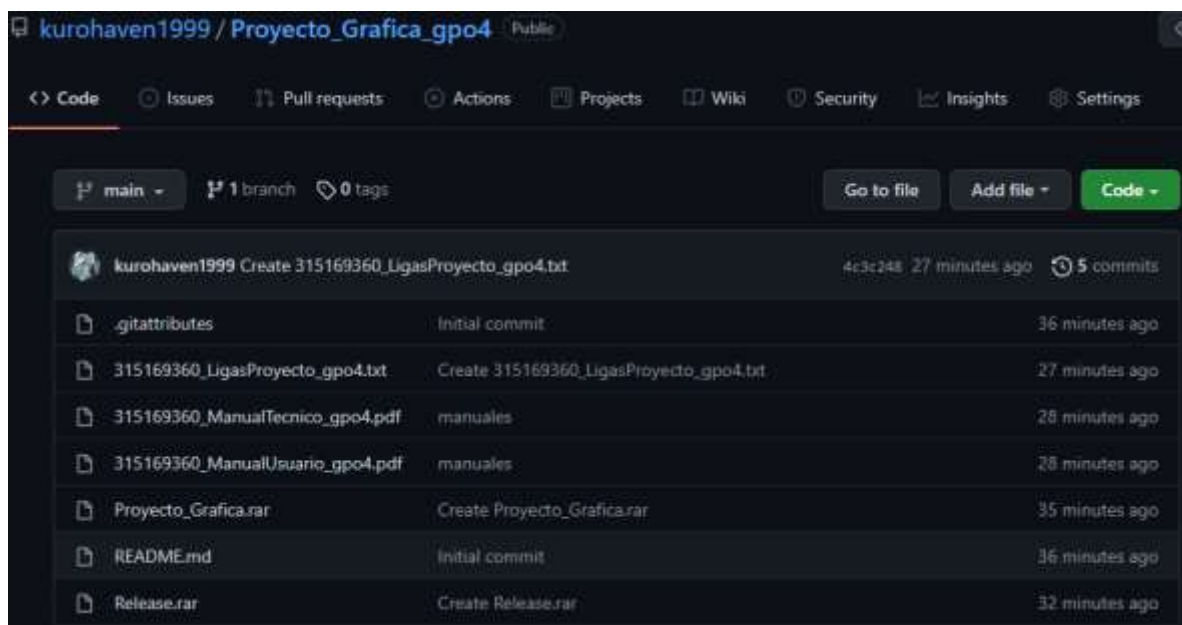 kurohaven1999 / Proyecto_Grafica_gpo4 Public
Code Issues Pull requests Actions Projects Wiki Security Insights Settings
main 1 branch 0 tags Go to file Add file Code
kurohaven1999 Create 315169360_LigasProyecto_gpo4.txt 4c3c248 27 minutes ago 5 commits
.gitattributes Initial commit 36 minutes ago
315169360_LigasProyecto_gpo4.txt Create 315169360_LigasProyecto_gpo4.txt 27 minutes ago
315169360_ManualTecnico_gpo4.pdf manuales 28 minutes ago
315169360_ManualUsuario_gpo4.pdf manuales 28 minutes ago
Proyecto_Grafica.rar Create Proyecto_Grafica.rar 35 minutes ago
README.md Initial commit 36 minutes ago
Release.rar Create Release.rar 32 minutes ago